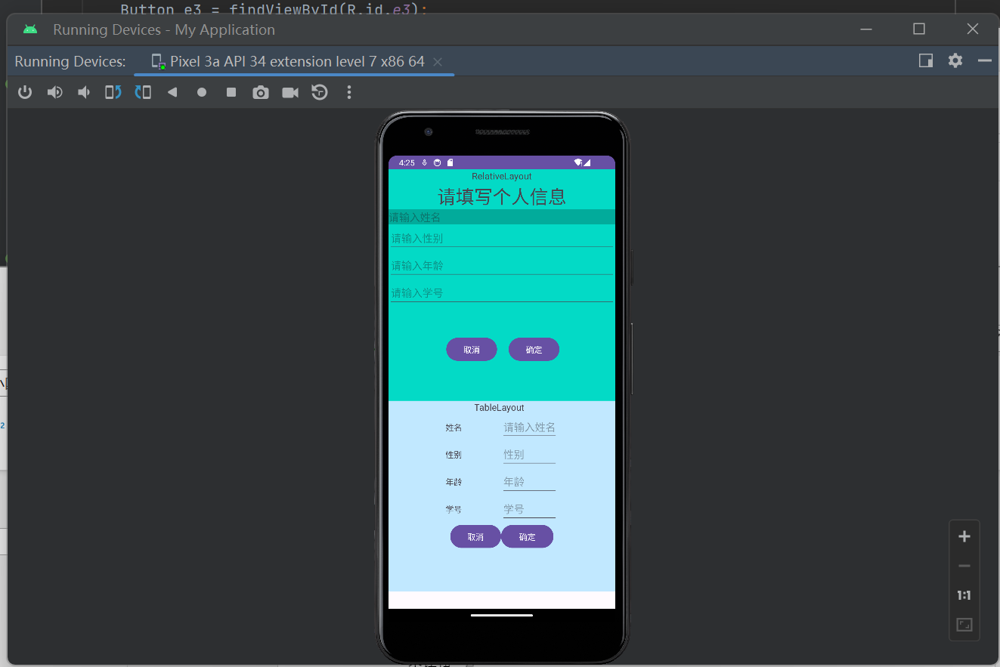 Button e3 = findViewById(R.id.e3);
Running Devices - My Application
Running Devices: Pixel 3a API 34 extension level 7 x86 64
4:25
RelativeLayout
请填写个人信息
请输入姓名
请输入性别
请输入年龄
请输入学号
取消 确定
TableLayout
姓名 请输入姓名
性别 性别
年龄 年龄
学号 学号
取消 确定
1:1
2